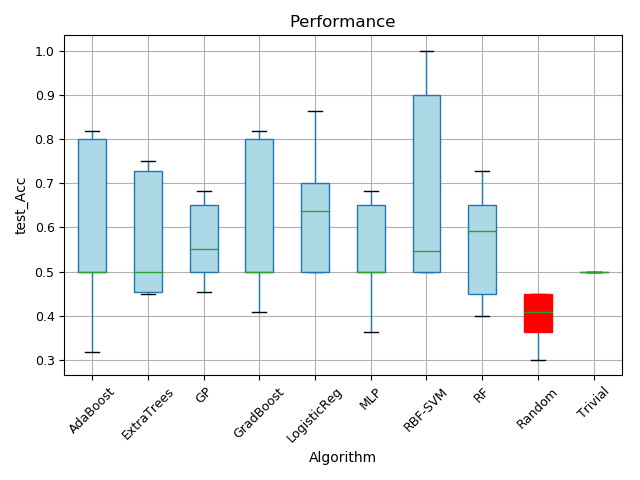 Performance
test_Acc
1.0
0.9
0.8
0.7
0.6
0.5
0.4
0.3
AdaBoost
ExtraTrees
GP
GradBoost
LogisticReg
MLP
RBF-SVM
RF
Random
Trivial
Algorithm